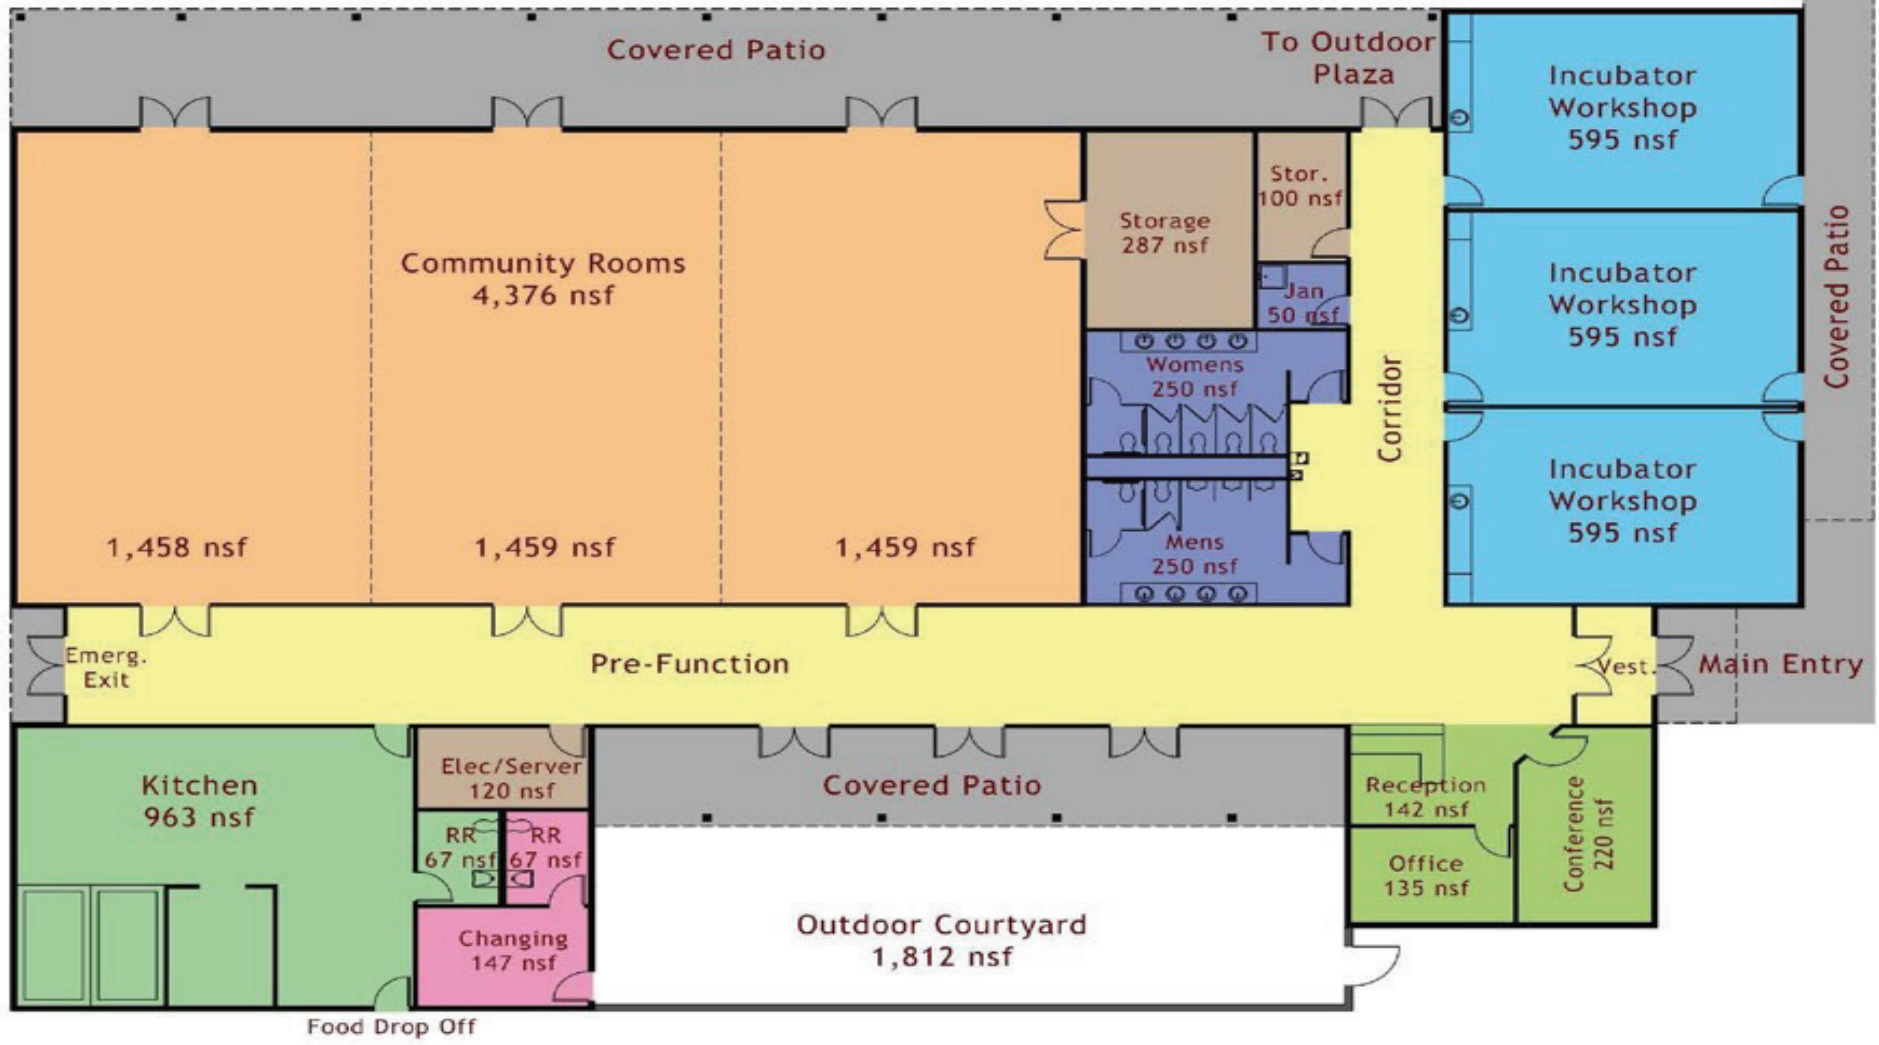 Covered Patio
To Outdoor
Plaza
Incubator
Workshop
595 nsf
Stor.
100 nsf
Storage
287 nsf
Community Rooms
4,376 nsf
Jan
50 nsf
Incubator
Workshop
595 nsf
Covered Patio
Womens
250 nsf
Corridor
Incubator
Workshop
595 nsf
1,458 nsf
1,459 nsf
1,459 nsf
Mens
250 nsf
Emerg.
Exit
Pre-Function
Vest.
Main Entry
Kitchen
963 nsf
Elec/Server
120 nsf
Covered Patio
Reception
142 nsf
Conference
220 nsf
RR
67 nsf
RR
67 nsf
Office
135 nsf
Changing
147 nsf
Outdoor Courtyard
1,812 nsf
Food Drop Off